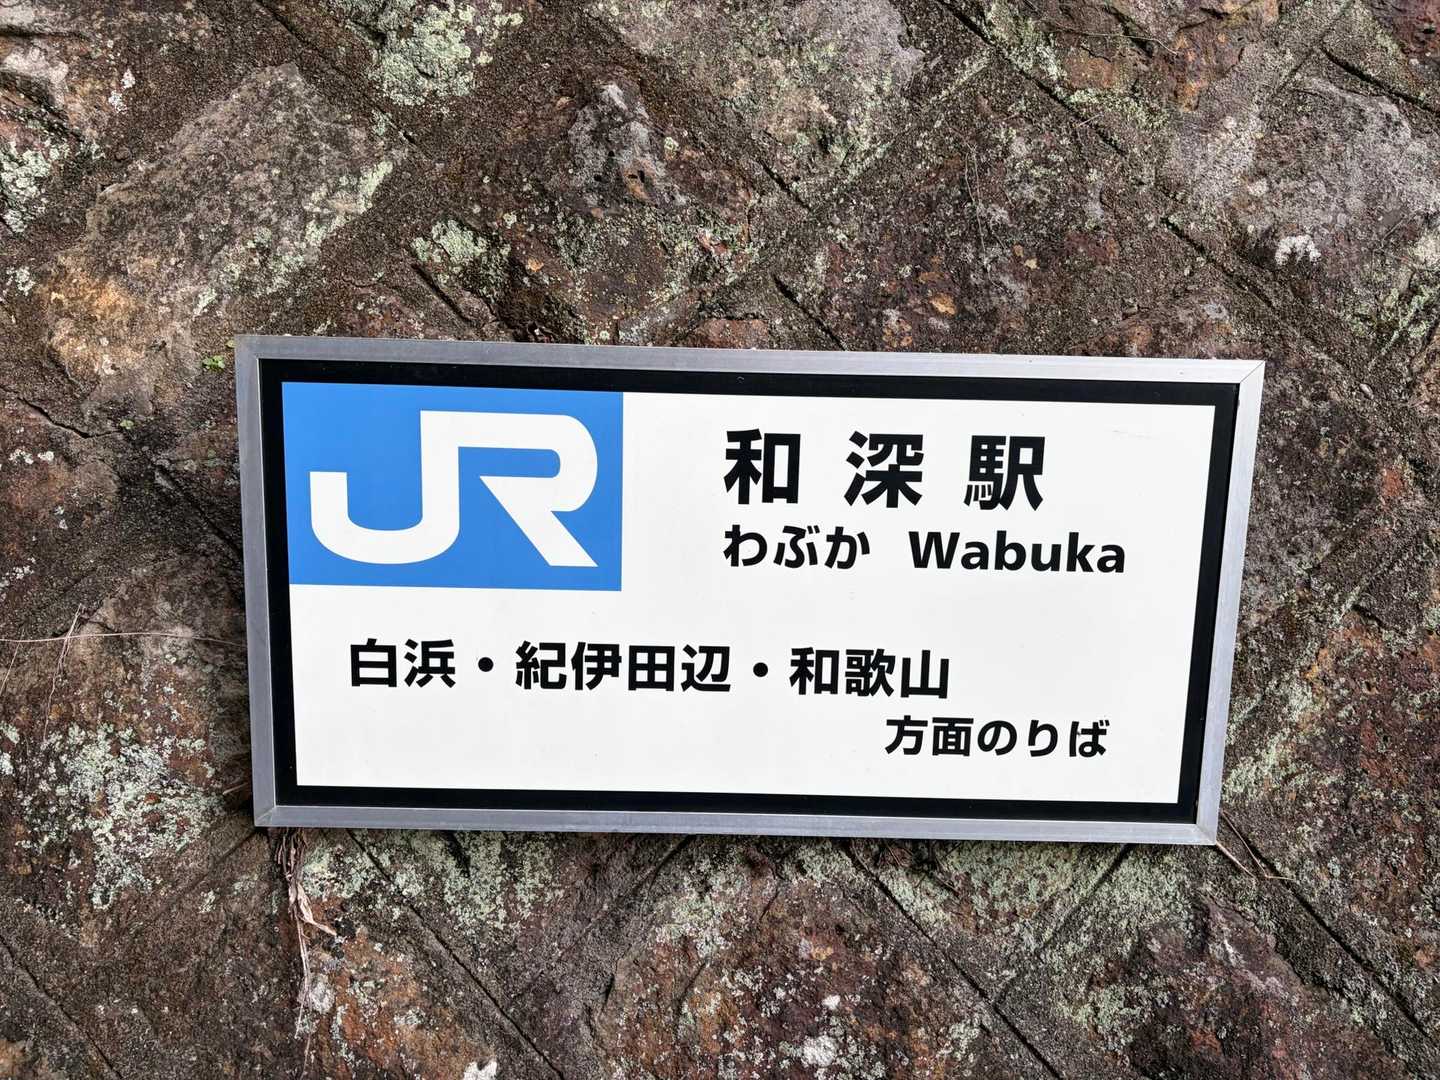 JR
和深駅
わぶか Wabuka
白浜・紀伊田辺・和歌山
方面のりば